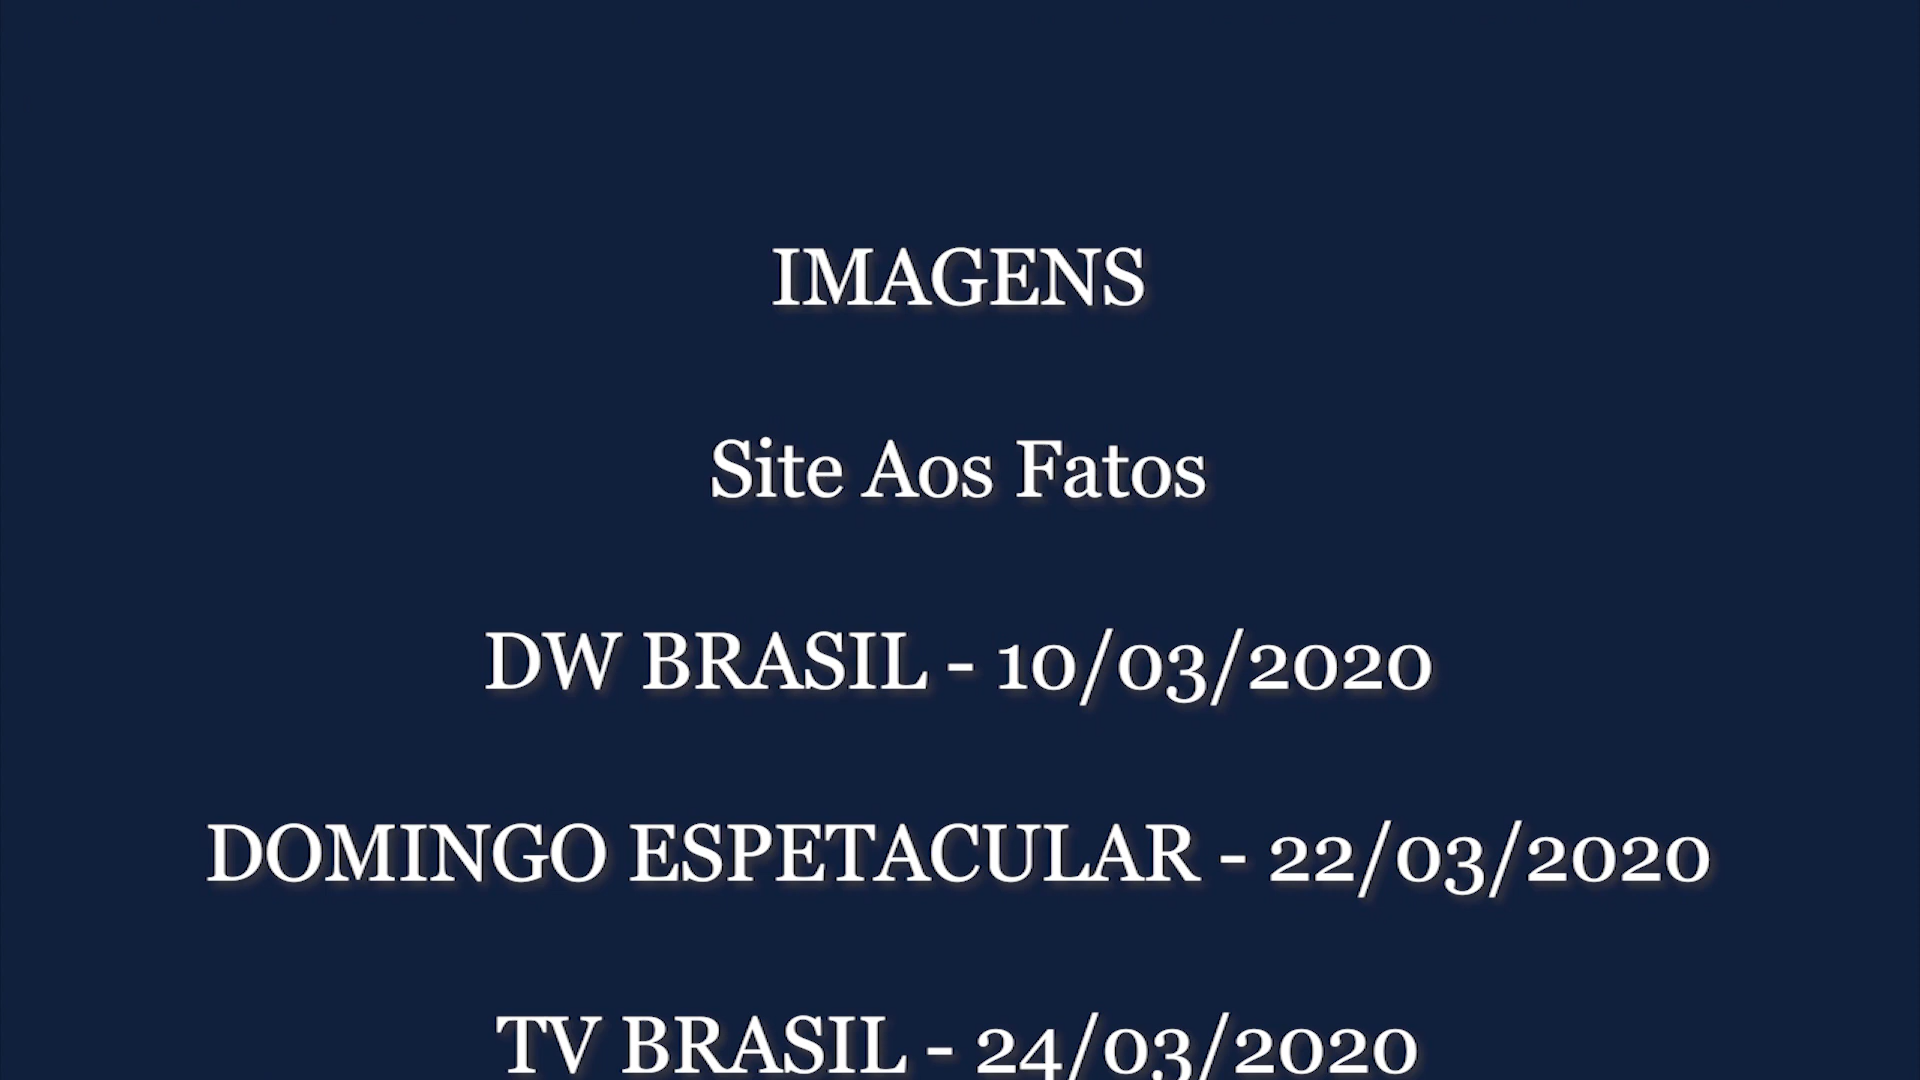 IMAGENS
Site Aos Fatos
DW BRASIL - 10/03/2020
DOMINGO ESPETACULAR - 22/03/2020
TV BRASIL - 24/03/2020